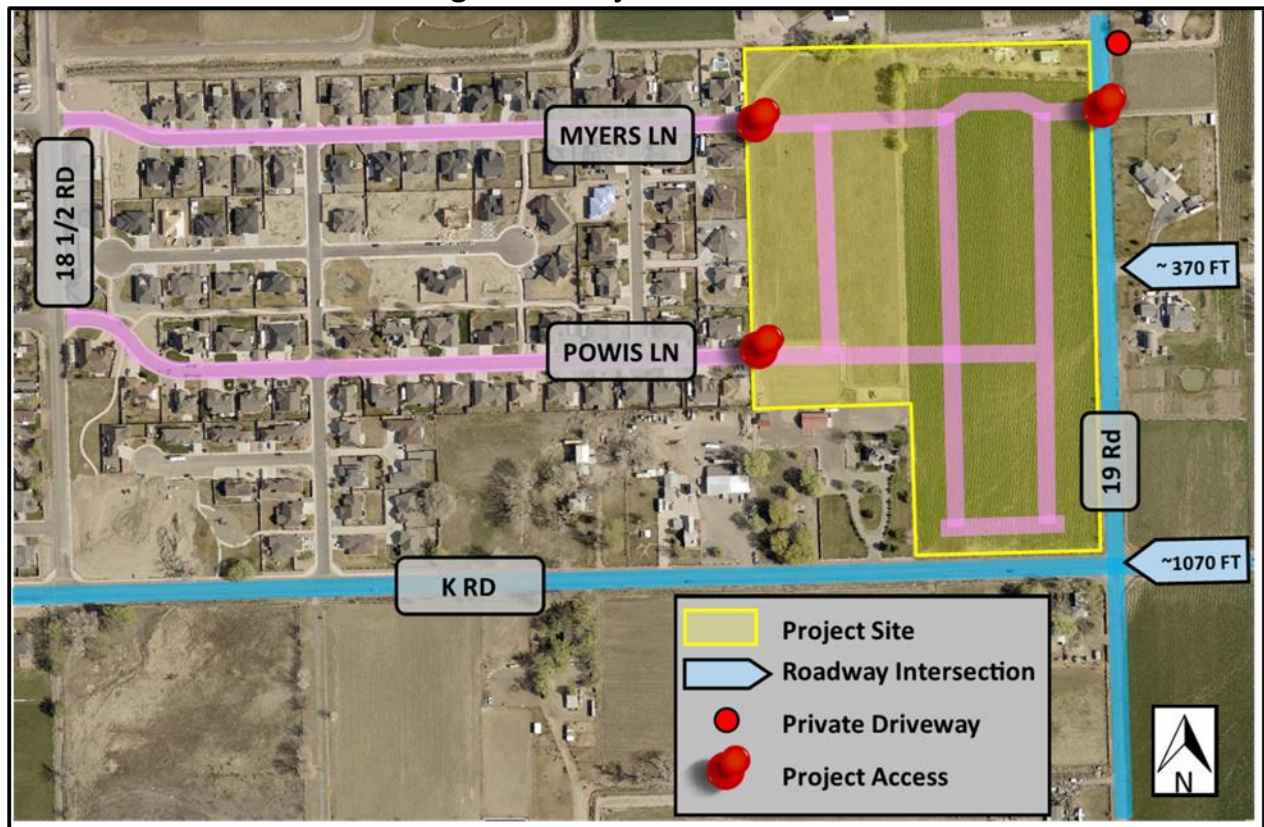 MYERS LN
18 1/2 RD
~ 370 FT
POWIS LN
19 Rd
~1070 FT
K RD
Project Site
Roadway Intersection
Private Driveway
Project Access
N